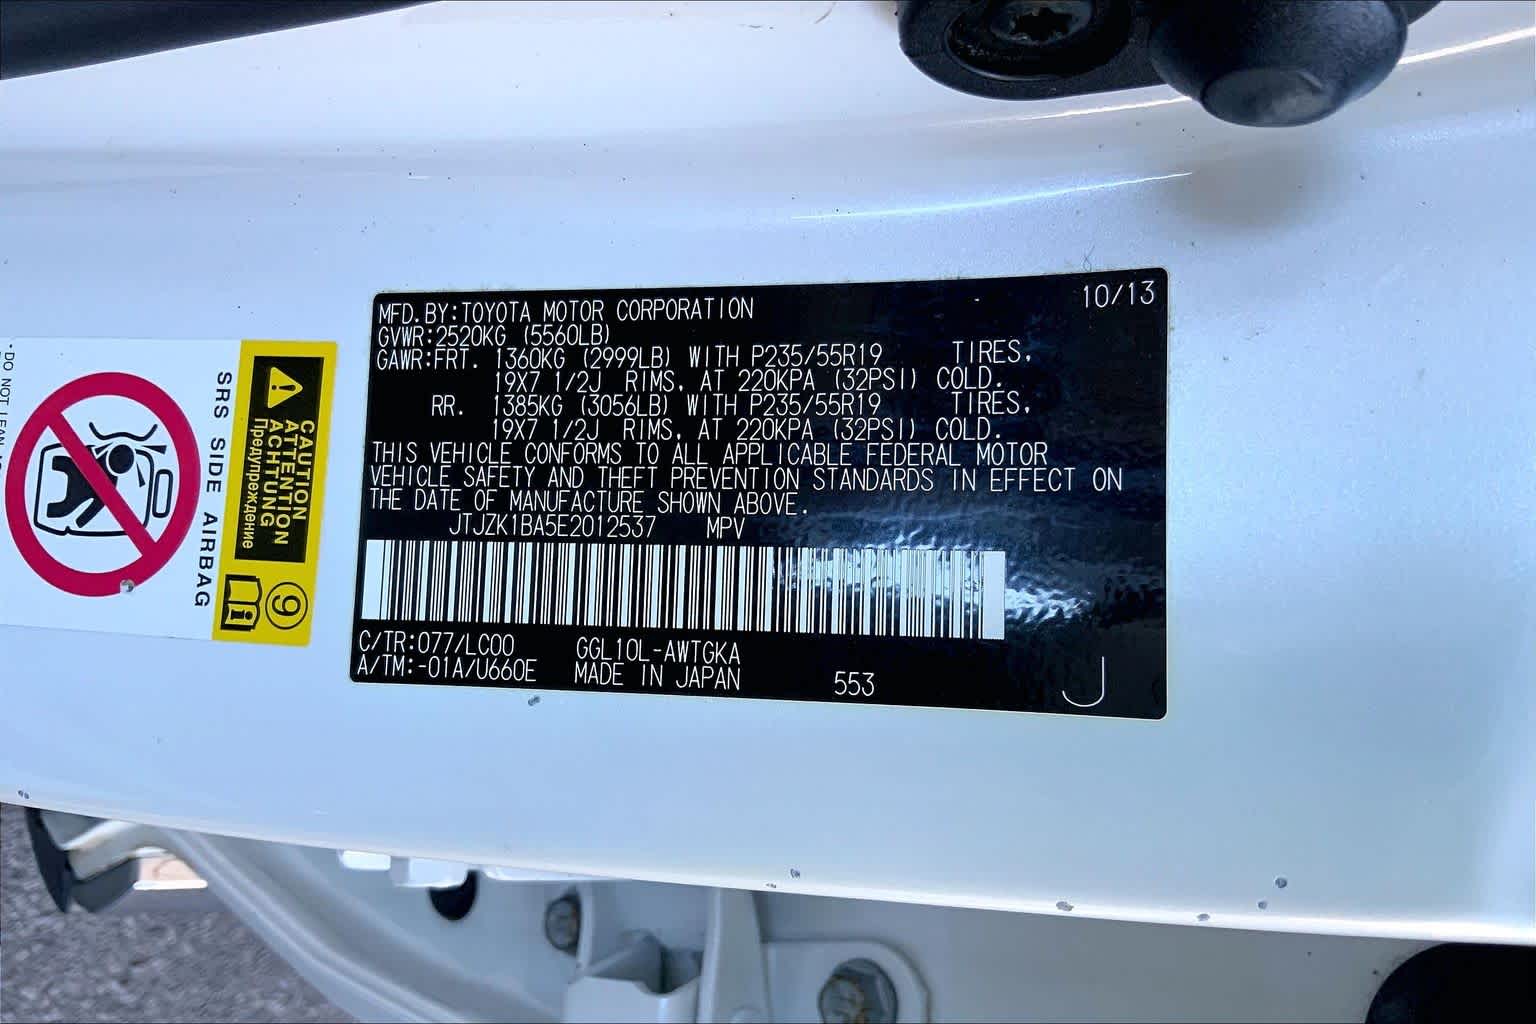 MFD.BY:TOYOTA MOTOR CORPORATION 10/13
GVWR:2520KG (5560LB)
GAWR:FRT. 1360KG (2999LB) WITH P235/55R19 TIRES,
19X7 1/2J RIMS, AT 220KPA (32PSI) COLD.
RR. 1385KG (3056LB) WITH P235/55R19 TIRES,
19X7 1/2J RIMS, AT 220KPA (32PSI) COLD.
THIS VEHICLE CONFORMS TO ALL APPLICABLE FEDERAL MOTOR
VEHICLE SAFETY AND THEFT PREVENTION STANDARDS IN EFFECT ON
THE DATE OF MANUFACTURE SHOWN ABOVE.
JTJZK1BA5E2012537 MPV
C/TR:077/LC00 GGL10L-AWTGKA
A/TM:-01A/U660E MADE IN JAPAN 553 J
CAUTION
ATTENTION
ACHTUNG
Предупреждение
9
SRS SIDE AIRBAG
• DO NOT LEAN